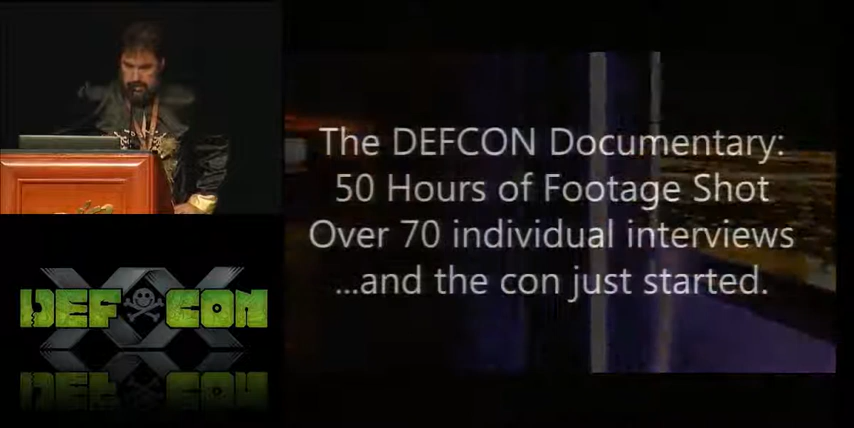 The DEFCON Documentary:
50 Hours of Footage Shot
Over 70 individual interviews
...and the con just started.
XX
DEF CON